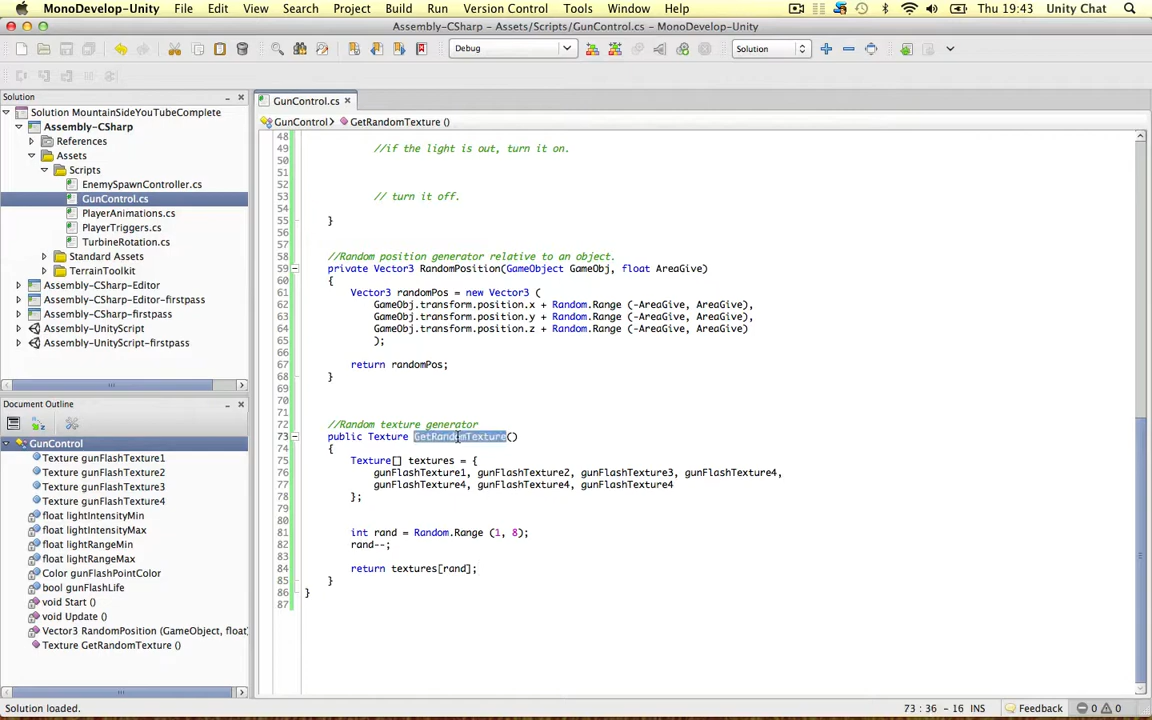 MonoDevelop-Unity File Edit View Search Project Build Run Version Control Tools Window Help Thu 19:43 Unity Chat
Assembly-CSharp - Assets/Scripts/GunControl.cs - MonoDevelop-Unity
Debug Solution
Solution
Solution MountainSideYouTubeComplete
Assembly-CSharp
References
Assets
Scripts
EnemySpawnController.cs
GunControl.cs
PlayerAnimations.cs
PlayerTriggers.cs
TurbineRotation.cs
Standard Assets
TerrainToolkit
Assembly-CSharp-Editor
Assembly-CSharp-Editor-firstpass
Assembly-CSharp-firstpass
Assembly-UnityScript
Assembly-UnityScript-firstpass
Document Outline
GunControl
Texture gunFlashTexture1
Texture gunFlashTexture2
Texture gunFlashTexture3
Texture gunFlashTexture4
float lightIntensityMin
float lightIntensityMax
float lightRangeMin
float lightRangeMax
Color gunFlashPointColor
bool gunFlashLife
void Start ()
void Update ()
Vector3 RandomPosition (GameObject, float)
Texture GetRandomTexture ()
GunControl.cs
GunControl GetRandomTexture ()
48
49 //if the light is out, turn it on.
50
51
52
53 // turn it off.
54
55 }
56
57
58 //Random position generator relative to an object.
59 private Vector3 RandomPosition(GameObject GameObj, float AreaGive)
60 {
61 Vector3 randomPos = new Vector3 (
62 GameObj.transform.position.x + Random.Range (-AreaGive, AreaGive),
63 GameObj.transform.position.y + Random.Range (-AreaGive, AreaGive),
64 GameObj.transform.position.z + Random.Range (-AreaGive, AreaGive)
65 );
66
67 return randomPos;
68 }
69
70
71
72 //Random texture generator
73 public Texture GetRandomTexture()
74 {
75 Texture[] textures = {
76 gunFlashTexture1, gunFlashTexture2, gunFlashTexture3, gunFlashTexture4,
77 gunFlashTexture4, gunFlashTexture4, gunFlashTexture4
78 };
79
80
81 int rand = Random.Range (1, 8);
82 rand--;
83
84 return textures[rand];
85 }
86 }
87
Solution loaded. 73 : 36 - 16 INS Feedback 0 0